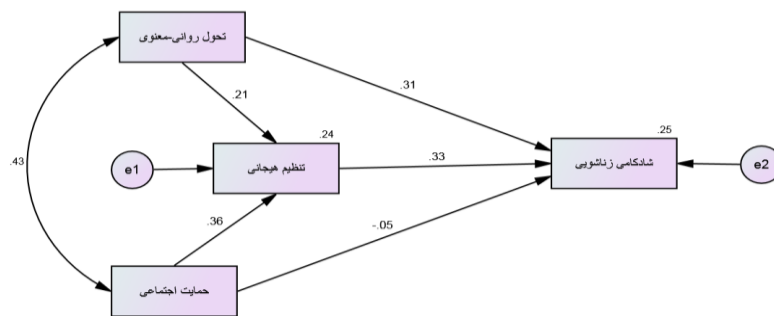 تحول روانی-معنوی
.31
.21
.43
.24
.25
e1
تنظیم هیجانی
.33
شادکامی زناشویی
e2
.36
-.05
حمایت اجتماعی